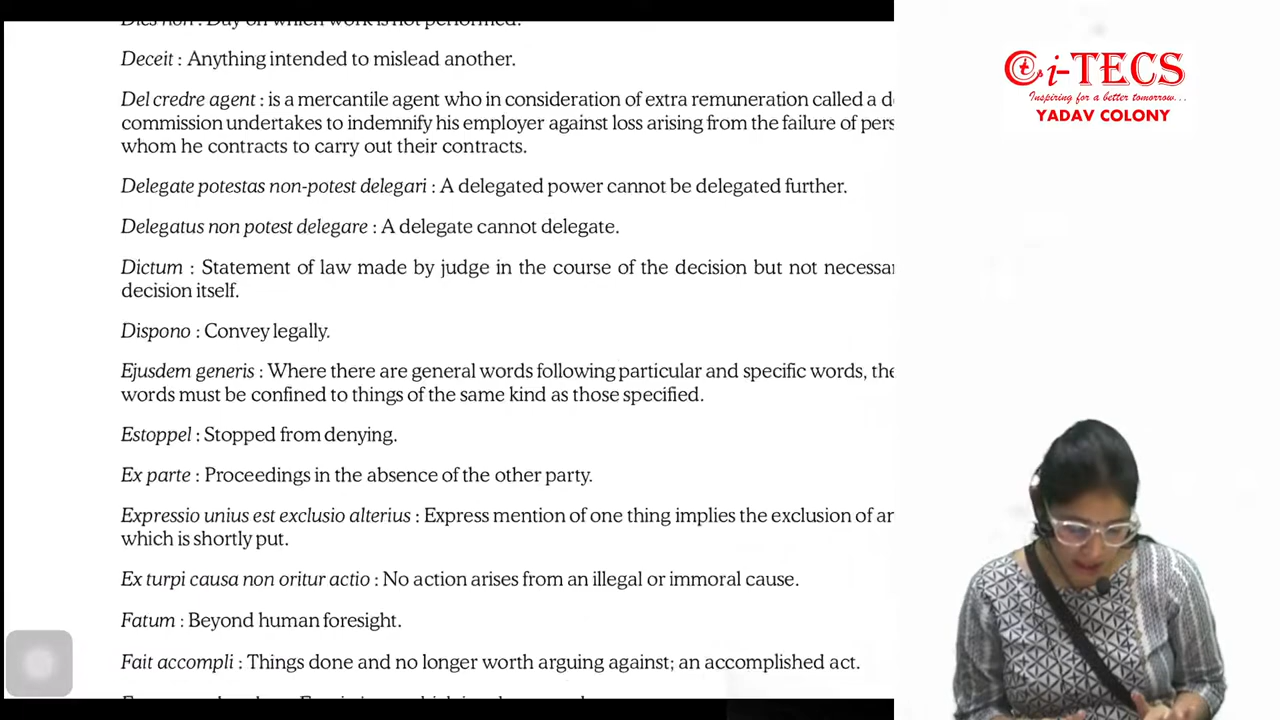 Dies non : Day on which work is not performed.
Deceit : Anything intended to mislead another.
Del credre agent : is a mercantile agent who in consideration of extra remuneration called a
commission undertakes to indemnify his employer against loss arising from the failure of
whom he contracts to carry out their contracts.
Delegate potestas non-potest delegari : A delegated power cannot be delegated further.
Delegatus non potest delegare : A delegate cannot delegate.
Dictum : Statement of law made by judge in the course of the decision but not
decision itself.
Dispono : Convey legally.
Ejusdem generis : Where there are general words following particular and specific words,
words must be confined to things of the same kind as those specified.
Estoppel : Stopped from denying.
Ex parte : Proceedings in the absence of the other party.
Expressio unius est exclusio alterius : Express mention of one thing implies the exclusion of
which is shortly put.
Ex turpi causa non oritur actio : No action arises from an illegal or immoral cause.
Fatum : Beyond human foresight.
Fait accompli : Things done and no longer worth arguing against; an accomplished act.
i-TECS
Inspiring for a better tomorrow...
YADAV COLONY